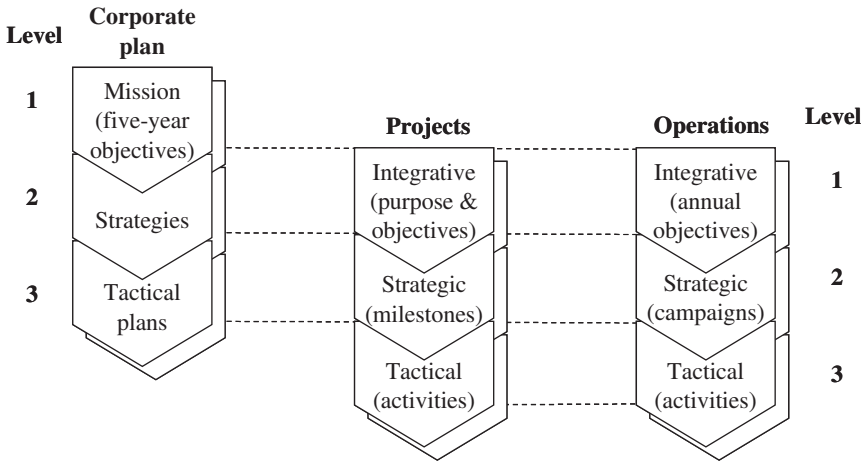 Level
Corporate
plan
1
Mission
(five-year
objectives)
2
Strategies
3
Tactical
plans
Projects
Integrative
(purpose &
objectives)
Strategic
(milestones)
Tactical
(activities)
Operations
Integrative
(annual
objectives)
Strategic
(campaigns)
Tactical
(activities)
Level
1
2
3